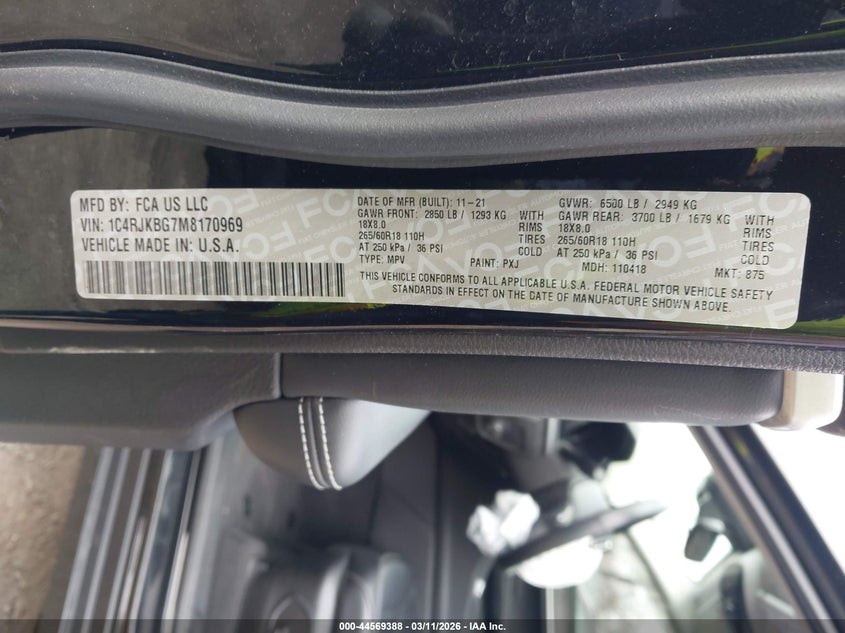 MFD BY: FCA US LLC
VIN: 1C4RJKBG7M8170969
VEHICLE MADE IN: U.S.A.
DATE OF MFR (BUILT): 11-21 GVWR: 6500 LB / 2949 KG
GAWR FRONT: 2850 LB / 1293 KG WITH GAWR REAR: 3700 LB / 1679 KG WITH
18X8.0 RIMS 18X8.0 RIMS
265/60R18 110H TIRES 265/60R18 110H TIRES
AT 250 kPa / 36 PSI COLD AT 250 kPa / 36 PSI COLD
TYPE: MPV PAINT: PXJ MDH: 110418 MKT: 875
THIS VEHICLE CONFORMS TO ALL APPLICABLE U.S.A. FEDERAL MOTOR VEHICLE SAFETY
STANDARDS IN EFFECT ON THE DATE OF MANUFACTURE SHOWN ABOVE.
000-44569388 - 03/11/2026 - IAA Corp.